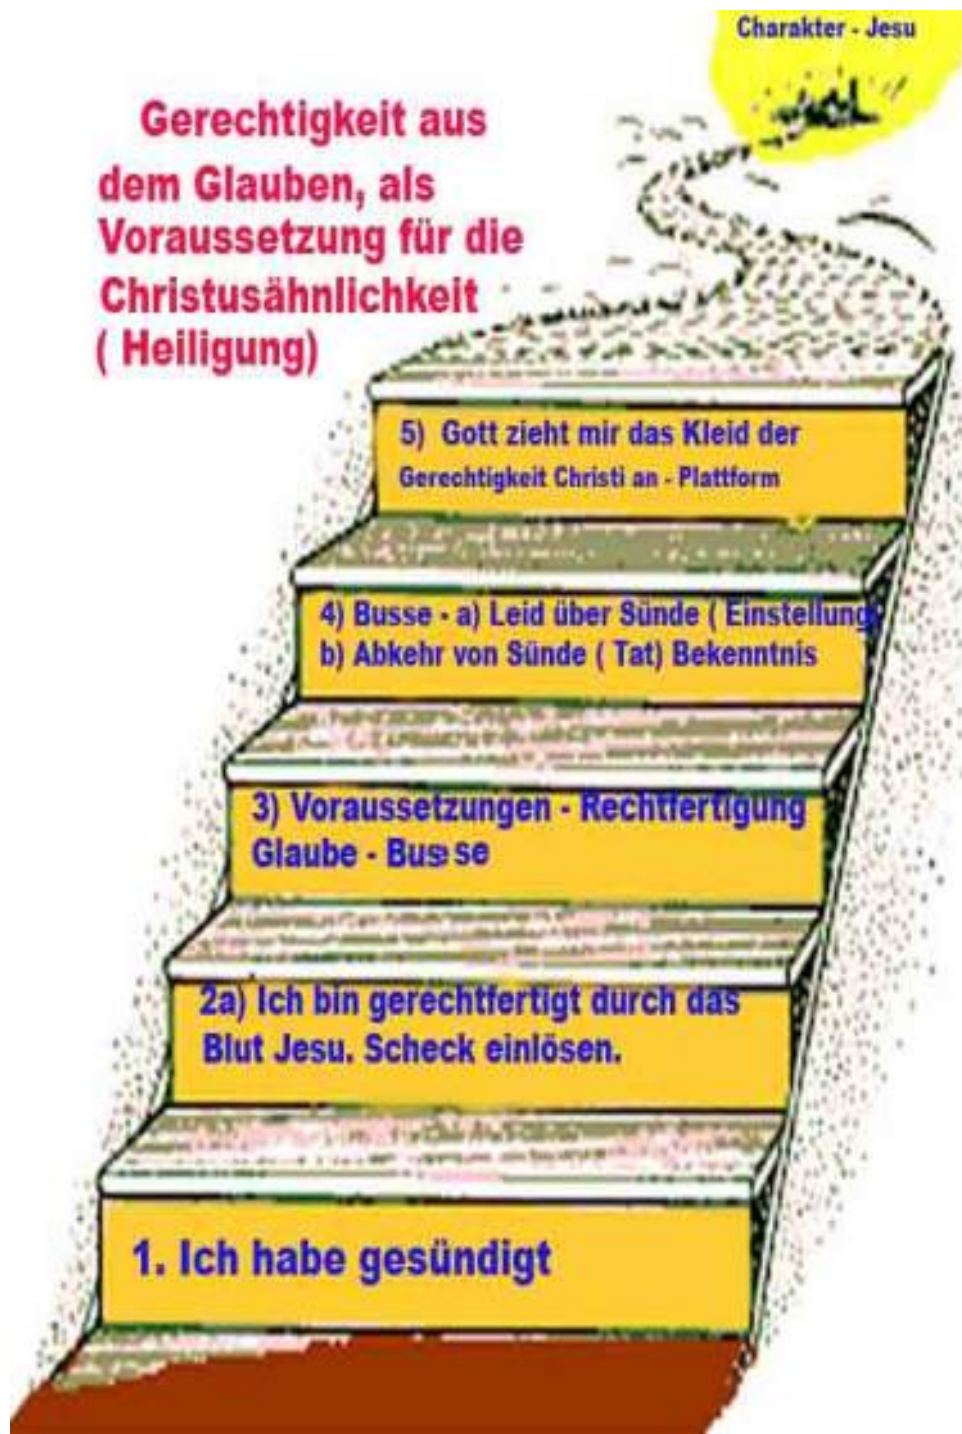 Charakter - Jesu
Gerechtigkeit aus
dem Glauben, als
Voraussetzung für die
Christusähnlichkeit
( Heiligung)
5) Gott zieht mir das Kleid der
Gerechtigkeit Christi an - Plattform
4) Busse - a) Leid über Sünde ( Einstellung)
b) Abkehr von Sünde ( Tat) Bekenntnis
3) Voraussetzungen - Rechtfertigung
Glaube - Busse
2a) Ich bin gerechtfertigt durch das
Blut Jesu. Scheck einlösen.
1. Ich habe gesündigt